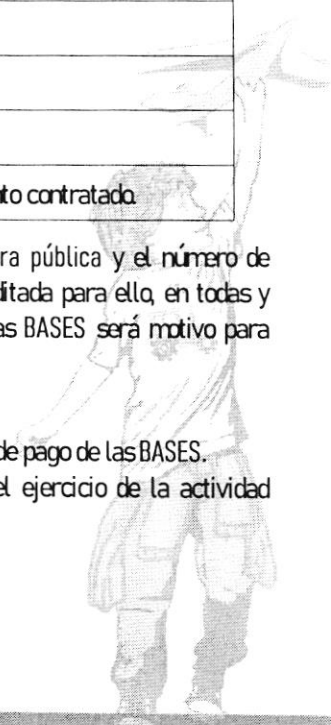 to contratado.
ra pública y el número de
ditada para ello, en todas y
as BASES será motivo para
de pago de las BASES.
el ejercicio de la actividad